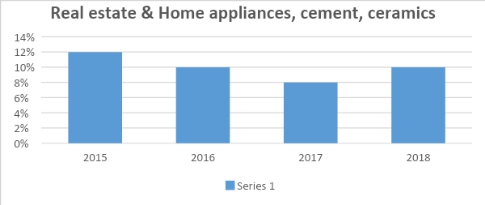 Real estate & Home appliances, cement, ceramics
14%
12%
10%
8%
6%
4%
2%
0%
2015 2016 2017 2018
Series 1